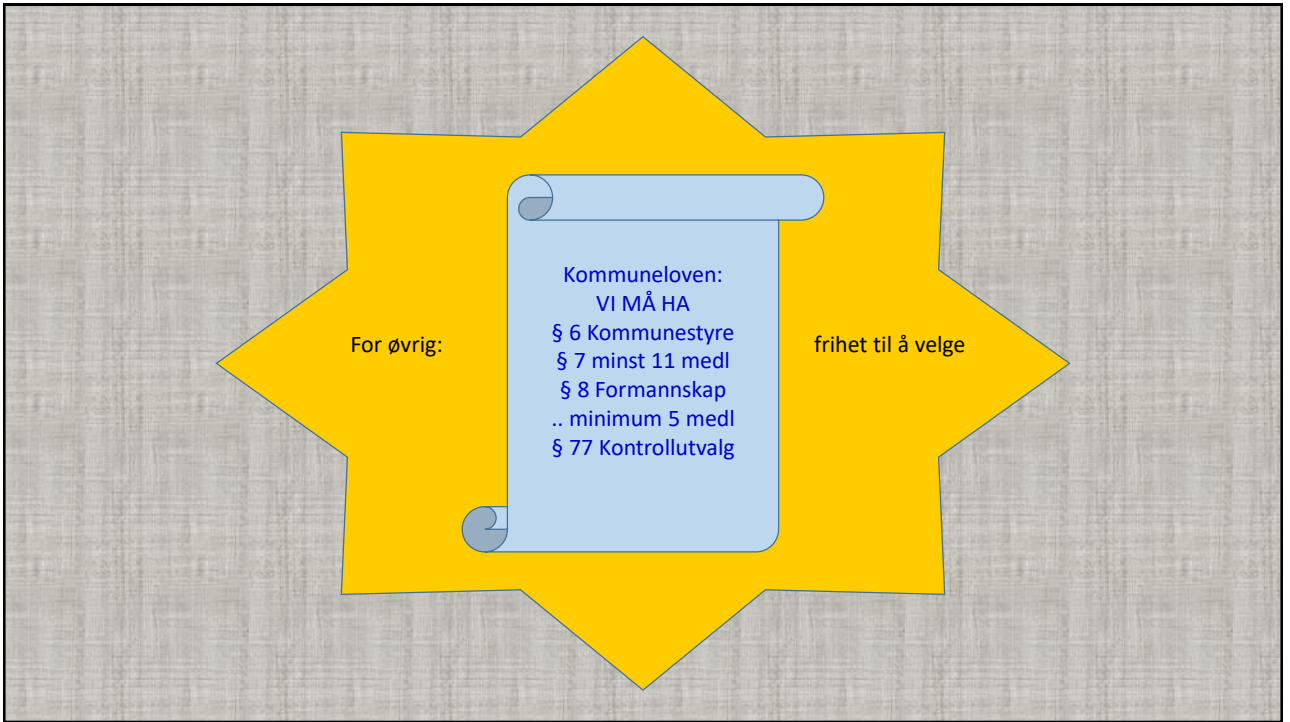 For øvrig:
Kommuneloven:
VI MÅ HA
§ 6 Kommunestyre
§ 7 minst 11 medl
§ 8 Formannskap
.. minimum 5 medl
§ 77 Kontrollutvalg
frihet til å velge